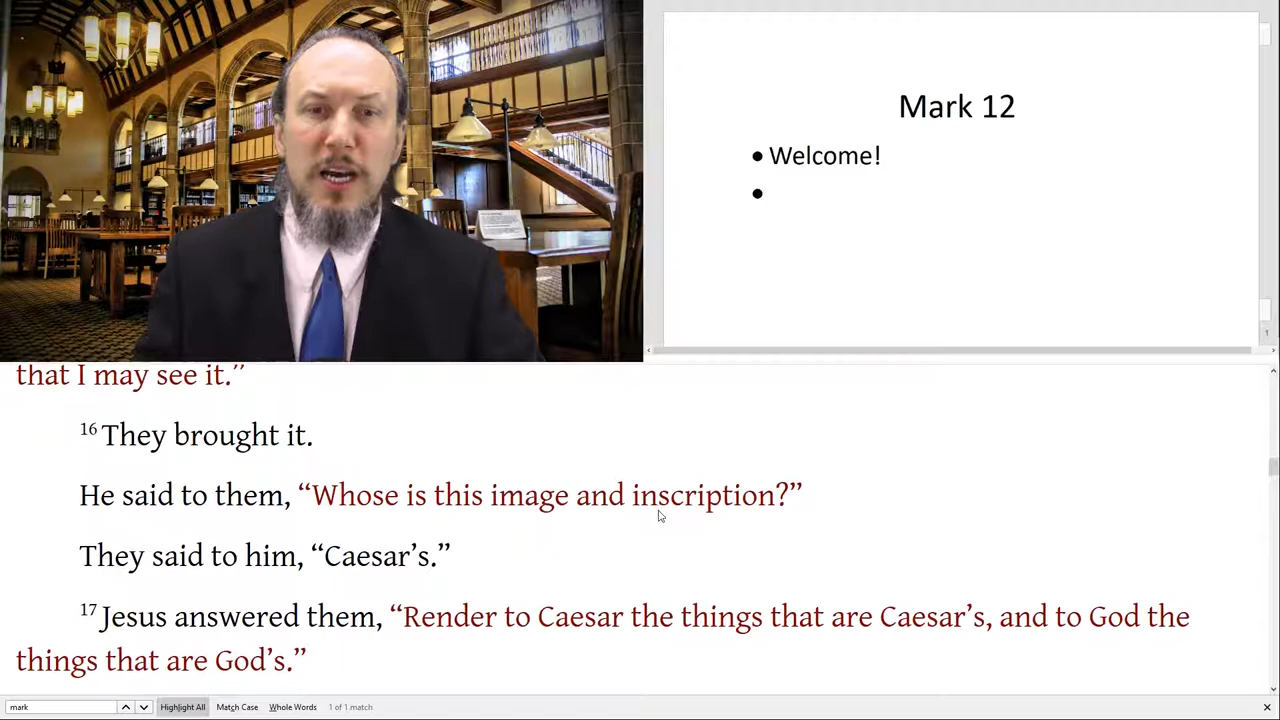 Mark 12
• Welcome!
•
1
that I may see it.”
16 They brought it.
He said to them, “Whose is this image and inscription?”
They said to him, “Caesar’s.”
17 Jesus answered them, “Render to Caesar the things that are Caesar’s, and to God the
things that are God’s.”
mark Highlight All Match Case Whole Words 1 of 1 match